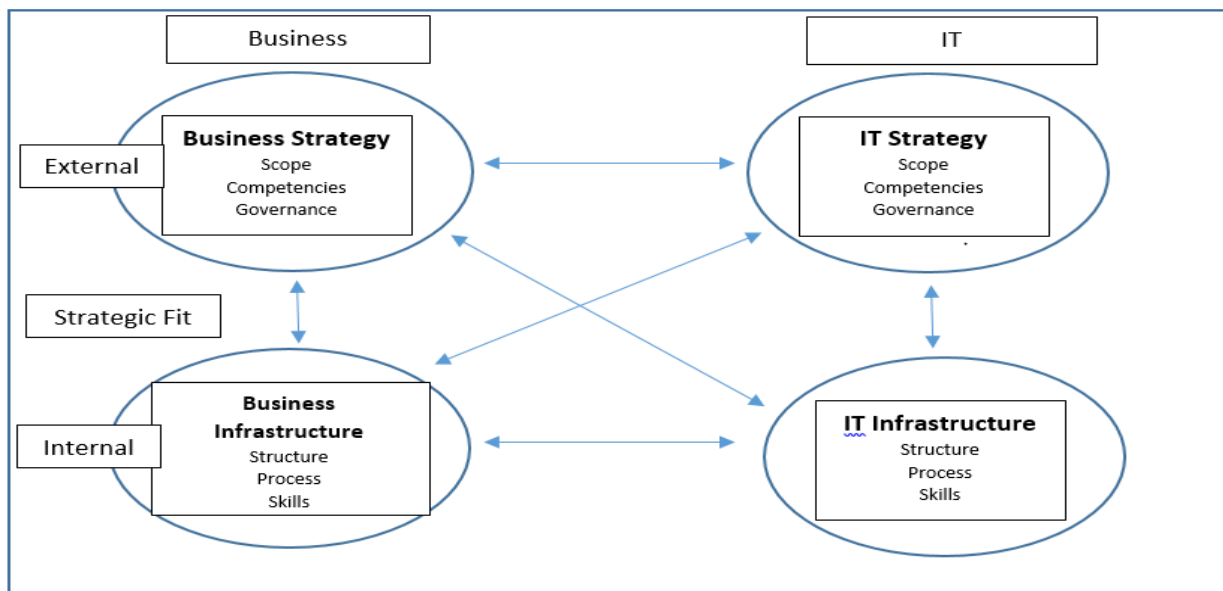 Business
IT
External
Business Strategy
Scope
Competencies
Governance
IT Strategy
Scope
Competencies
Governance
Strategic Fit
Internal
Business
Infrastructure
Structure
Process
Skills
IT Infrastructure
Structure
Process
Skills